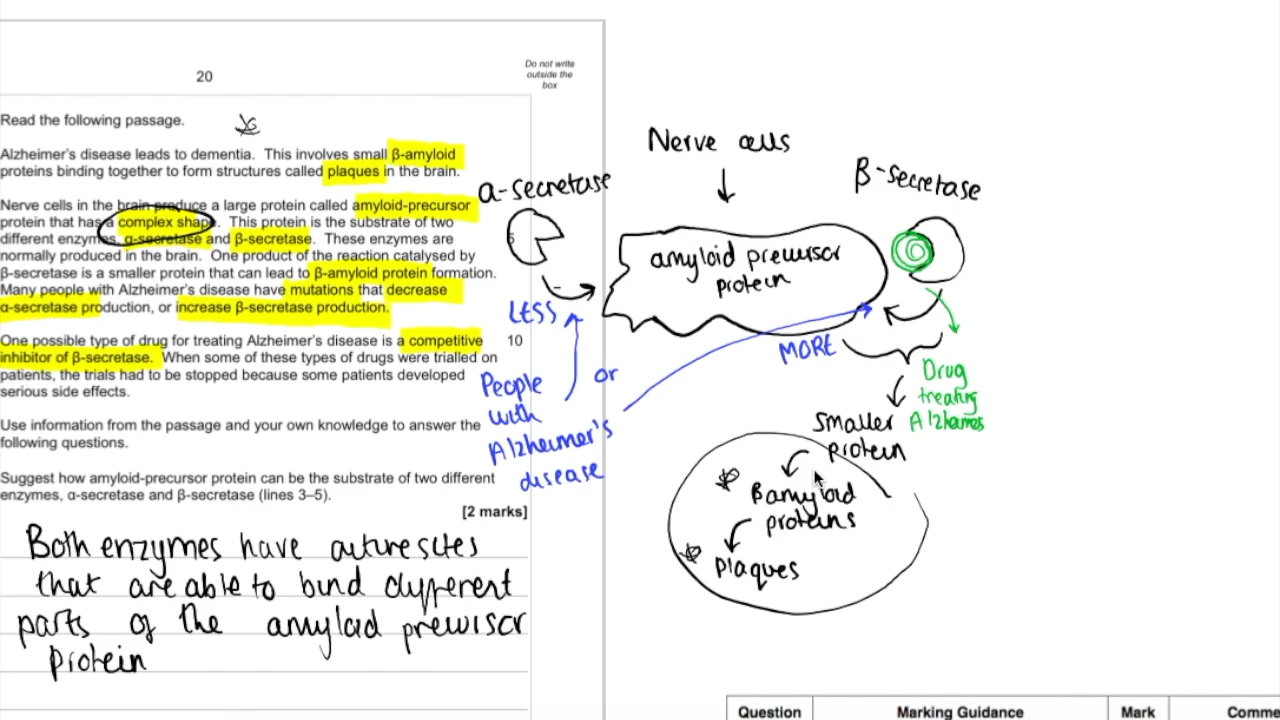 20
Do not write
outside the
box
Read the following passage.
Alzheimer's disease leads to dementia. This involves small β-amyloid
proteins binding together to form structures called plaques in the brain.
Nerve cells in the brain produce a large protein called amyloid-precursor
protein that has a complex shape. This protein is the substrate of two
different enzymes, α-secretase and β-secretase. These enzymes are 5
normally produced in the brain. One product of the reaction catalysed by
β-secretase is a smaller protein that can lead to β-amyloid protein formation.
Many people with Alzheimer's disease have mutations that decrease
α-secretase production, or increase β-secretase production.
One possible type of drug for treating Alzheimer's disease is a competitive 10
inhibitor of β-secretase. When some of these types of drugs were trialled on
patients, the trials had to be stopped because some patients developed
serious side effects.
Use information from the passage and your own knowledge to answer the
following questions.
Suggest how amyloid-precursor protein can be the substrate of two different
enzymes, α-secretase and β-secretase (lines 3–5).
[2 marks]
Both enzymes have active sites
that are able to bind different
parts of the amyloid precursor
protein
Nerve cells
α-secretase
β-secretase
amyloid precursor
protein
LESS
MORE
People
with
Alzheimer's
disease
or
Drug
treating
Alzhames
smaller
protein
βamyloid
proteins
Plaques
Question Marking Guidance Mark Comme